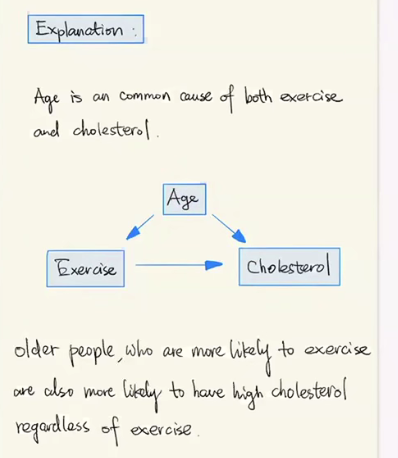 Explanation :
Age is an common cause of both exercise
and cholesterol.
Age
Exercise
Cholesterol
older people, who are more likely to exercise
are also more likely to have high cholesterol
regardless of exercise.